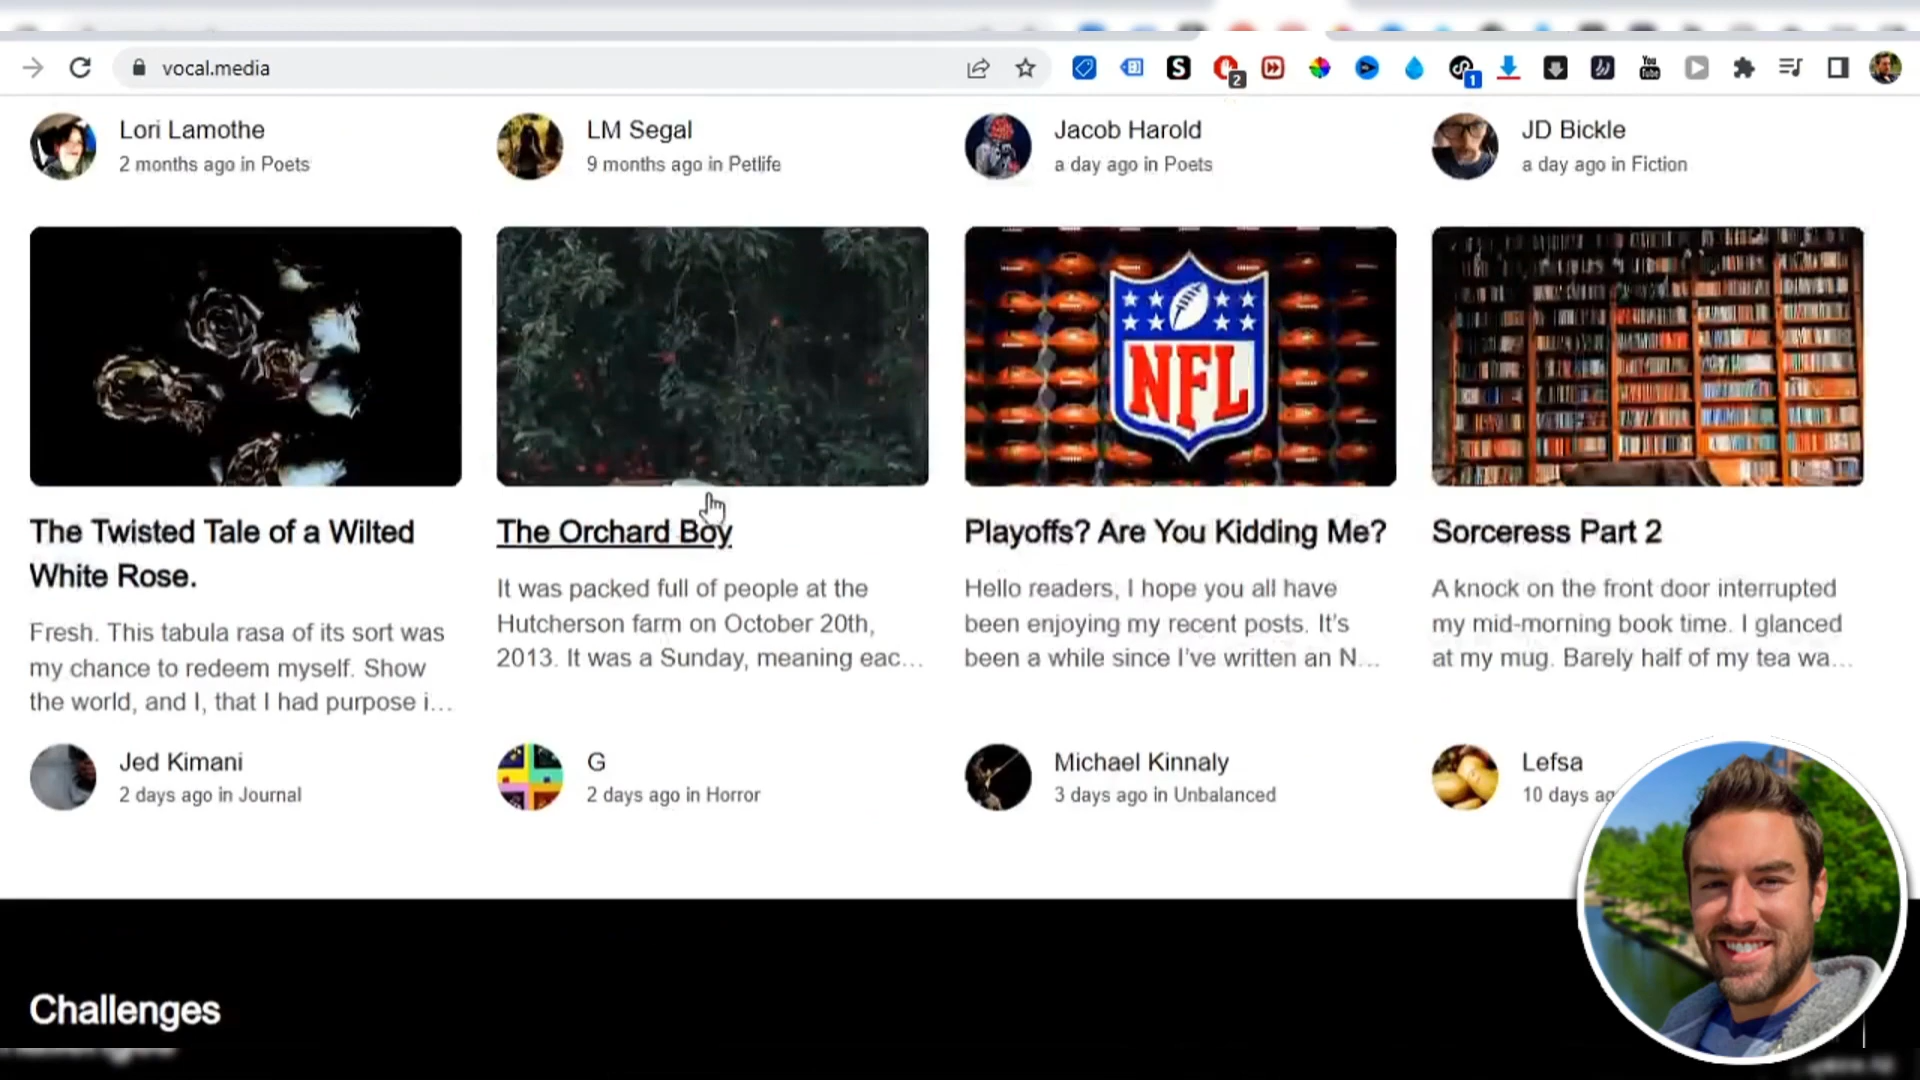 vocal.media
2
1
You
Tube
Lori Lamothe
2 months ago in Poets
LM Segal
9 months ago in Petlife
Jacob Harold
a day ago in Poets
JD Bickle
a day ago in Fiction
NFL
The Twisted Tale of a Wilted
White Rose.
Fresh. This tabula rasa of its sort was
my chance to redeem myself. Show
the world, and I, that I had purpose i...
Jed Kimani
2 days ago in Journal
The Orchard Boy
It was packed full of people at the
Hutcherson farm on October 20th,
2013. It was a Sunday, meaning eac...
G
2 days ago in Horror
Playoffs? Are You Kidding Me?
Hello readers, I hope you all have
been enjoying my recent posts. It's
been a while since I've written an N...
Michael Kinnaly
3 days ago in Unbalanced
Sorceress Part 2
A knock on the front door interrupted
my mid-morning book time. I glanced
at my mug. Barely half of my tea wa...
Lefsa
10 days ag
Challenges